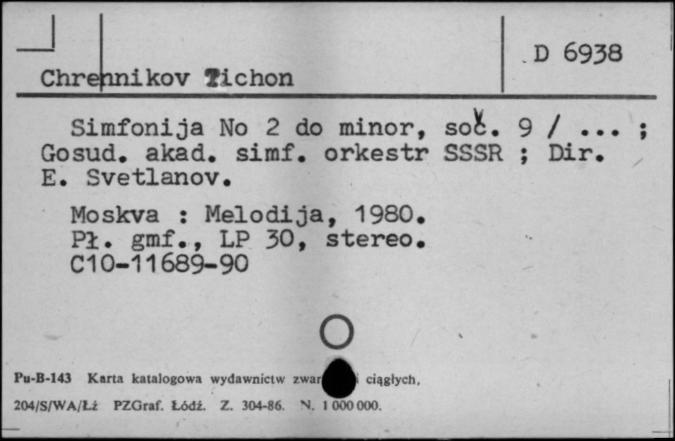 D 6938
Chrennikov Tichon
Simfonija No 2 do minor, soč. 9 / ... ;
Gosud. akad. simf. orkestr SSSR ; Dir.
E. Svetlanov.
Moskva : Melodija, 1980.
Pł. gmf., LP 30, stereo.
C10-11689-90
Pu-B-143 Karta katalogowa wydawnictw ciągłych.
204/S/WA/Łż PZGraf. Łódź. Z. 304-86. N. 1 000 000.